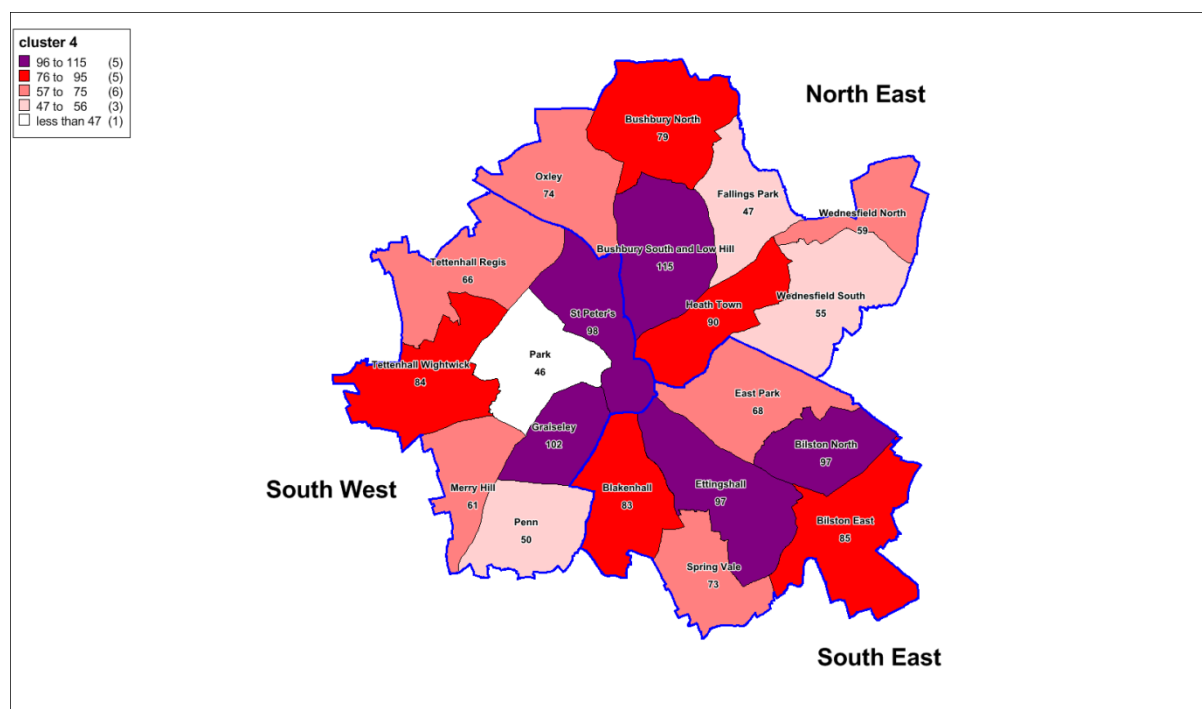 cluster 4
96 to 115 (5)
76 to 95 (5)
57 to 75 (6)
47 to 56 (3)
less than 47 (1)
North East
Bushbury North
79
Oxley
74
Fallings Park
47
Wednesfield North
59
Bushbury South and Low Hill
115
Tettenhall Regis
66
Wednesfield South
55
Heath Town
90
St Peter's
98
Park
46
Tettenhall Wightwick
84
East Park
68
Graiseley
102
Bilston North
97
South West
Merry Hill
61
Blakenhall
83
Ettingshall
97
Penn
50
Bilston East
85
Spring Vale
73
South East